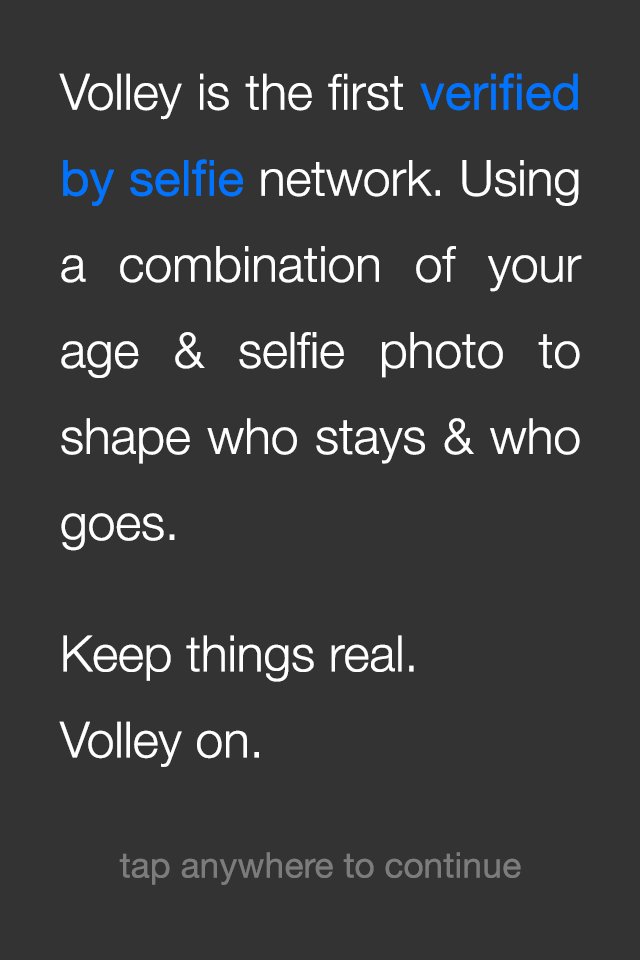 Volley is the first verified
by selfie network. Using
a combination of your
age & selfie photo to
shape who stays & who
goes.
Keep things real.
Volley on.
tap anywhere to continue